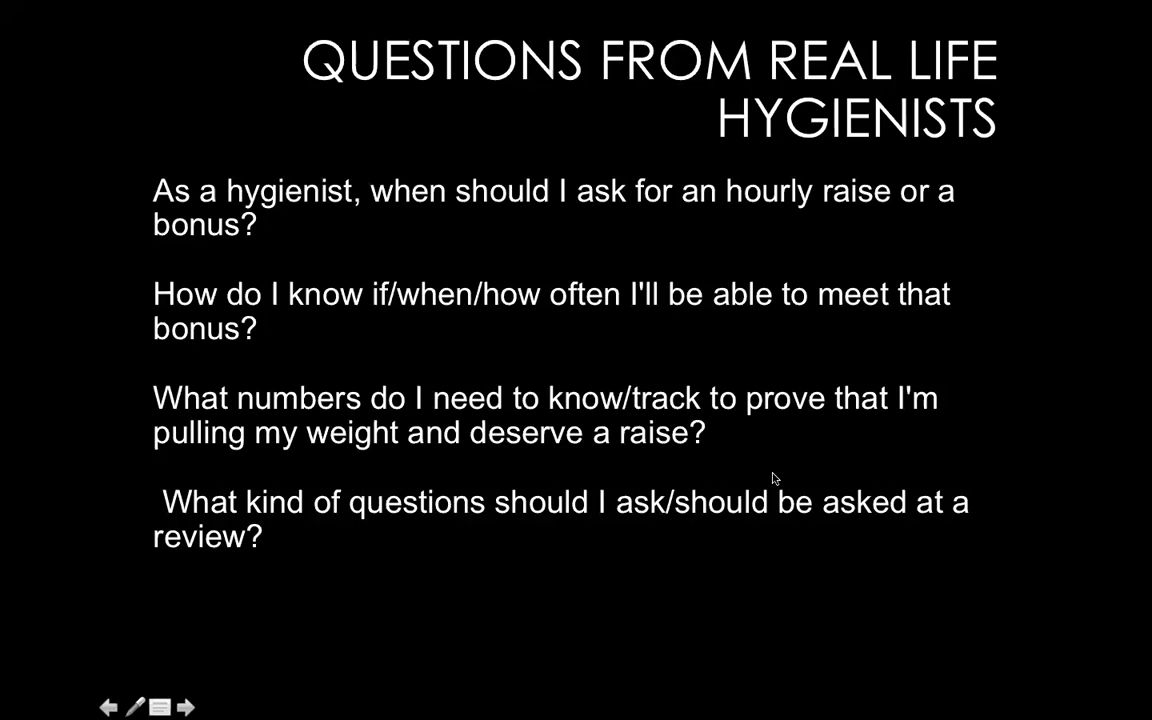 QUESTIONS FROM REAL LIFE
HYGIENISTS
As a hygienist, when should I ask for an hourly raise or a
bonus?
How do I know if/when/how often I'll be able to meet that
bonus?
What numbers do I need to know/track to prove that I'm
pulling my weight and deserve a raise?
What kind of questions should I ask/should be asked at a
review?